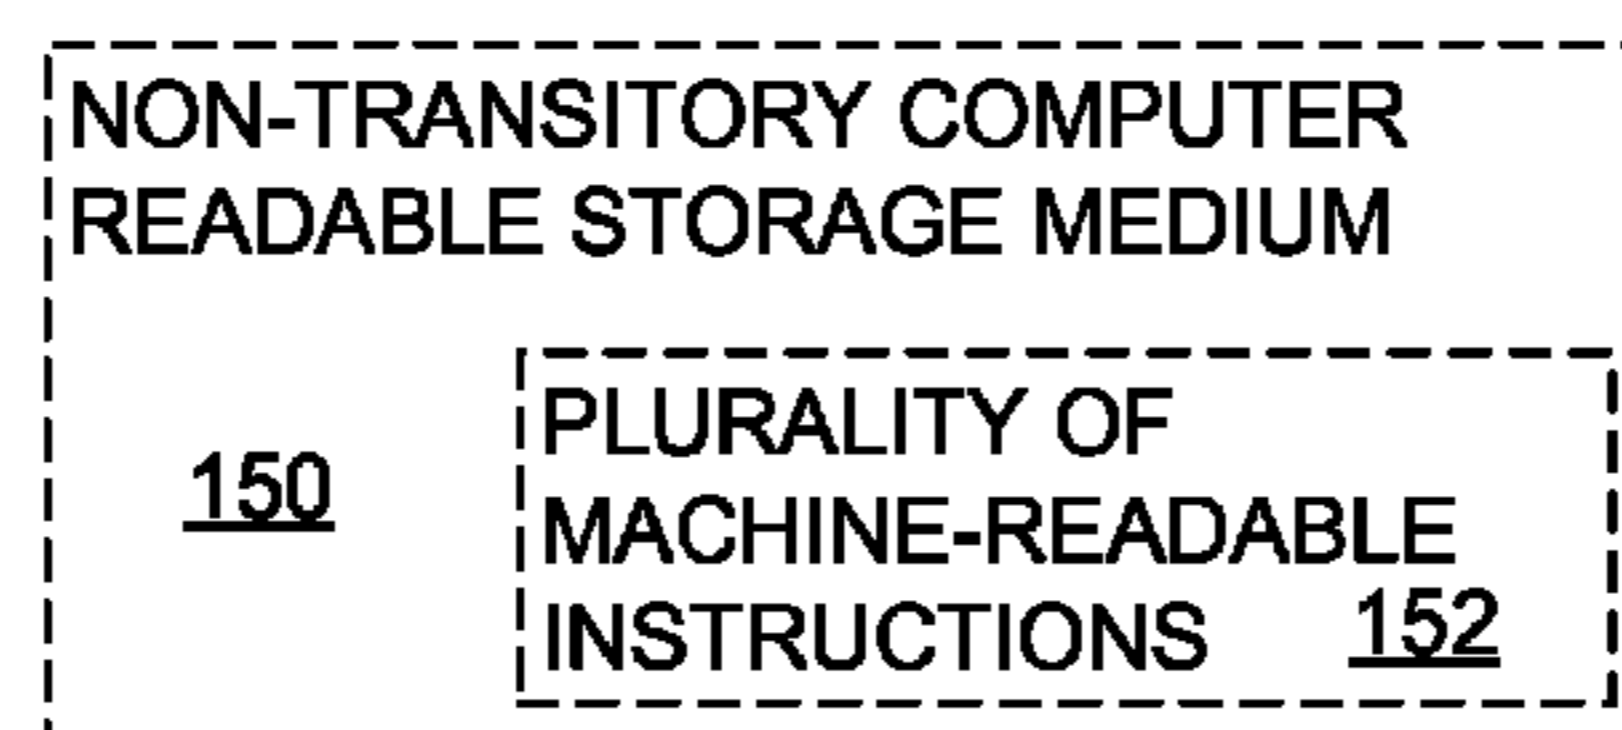 NON-TRANSITORY COMPUTER
READABLE STORAGE MEDIUM
150
PLURALITY OF
MACHINE-READABLE
INSTRUCTIONS 152